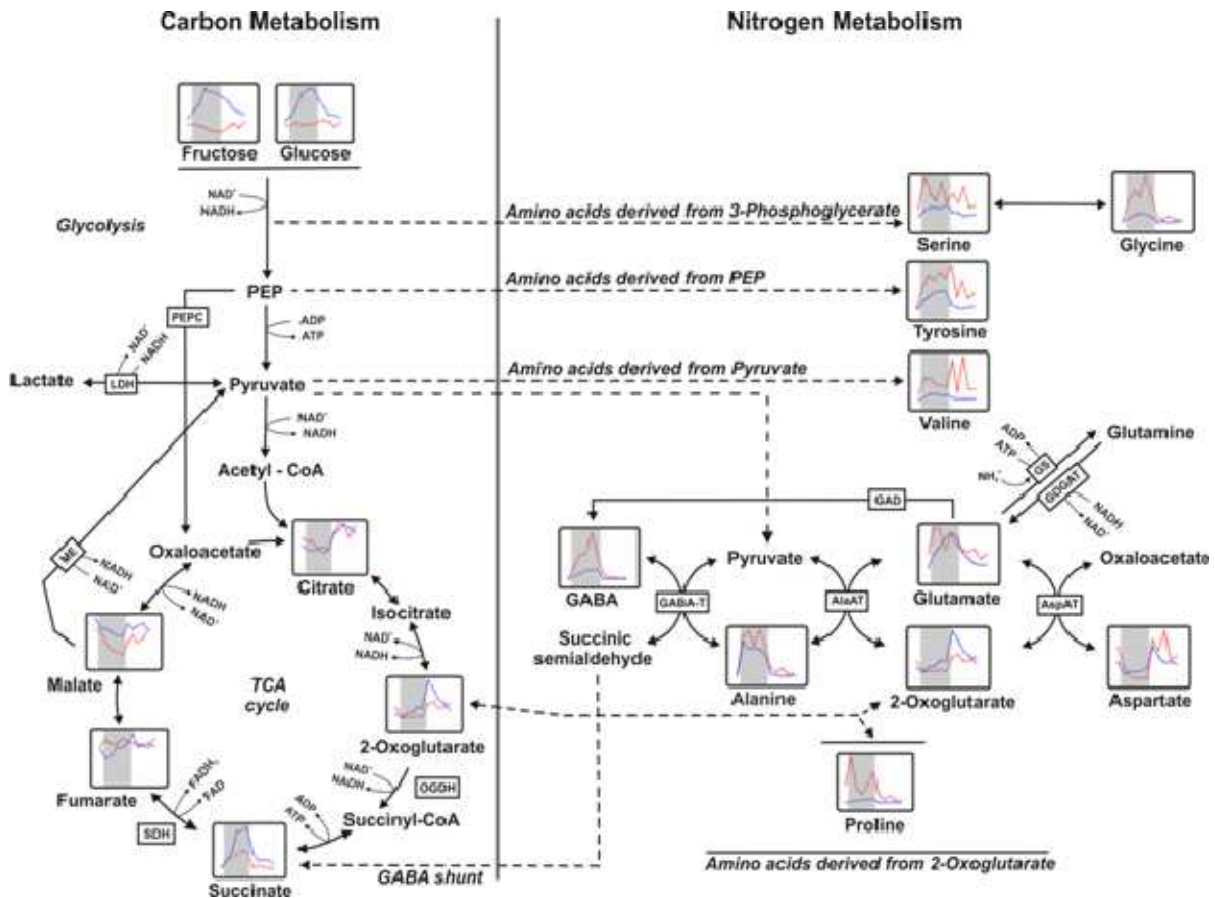 Carbon Metabolism
Nitrogen Metabolism
Fructose
Glucose
NAD⁺
NADH
Glycolysis
Amino acids derived from 3-Phosphoglycerate
Serine
Glycine
PEP
Amino acids derived from PEP
Tyrosine
PEPC
ADP
ATP
NAD⁺
NADH
Lactate
LDH
Pyruvate
Amino acids derived from Pyruvate
Valine
NAD⁺
NADH
Acetyl - CoA
ADP
ATP
NH₄⁺
GS
GOGAT
Glutamine
NADH
NAD⁺
GAD
ME
NADH
NAD⁺
Oxaloacetate
Citrate
NADH
NAD⁺
Isocitrate
NAD⁺
NADH
GABA
GABA-T
Pyruvate
AlaAT
Glutamate
AspAT
Oxaloacetate
Succinic
semialdehyde
Alanine
2-Oxoglutarate
Aspartate
Malate
TCA
cycle
2-Oxoglutarate
NAD⁺
NADH
OGDH
Fumarate
FADH₂
FAD
SDH
ADP
ATP
Succinyl-CoA
Succinate
GABA shunt
Proline
Amino acids derived from 2-Oxoglutarate